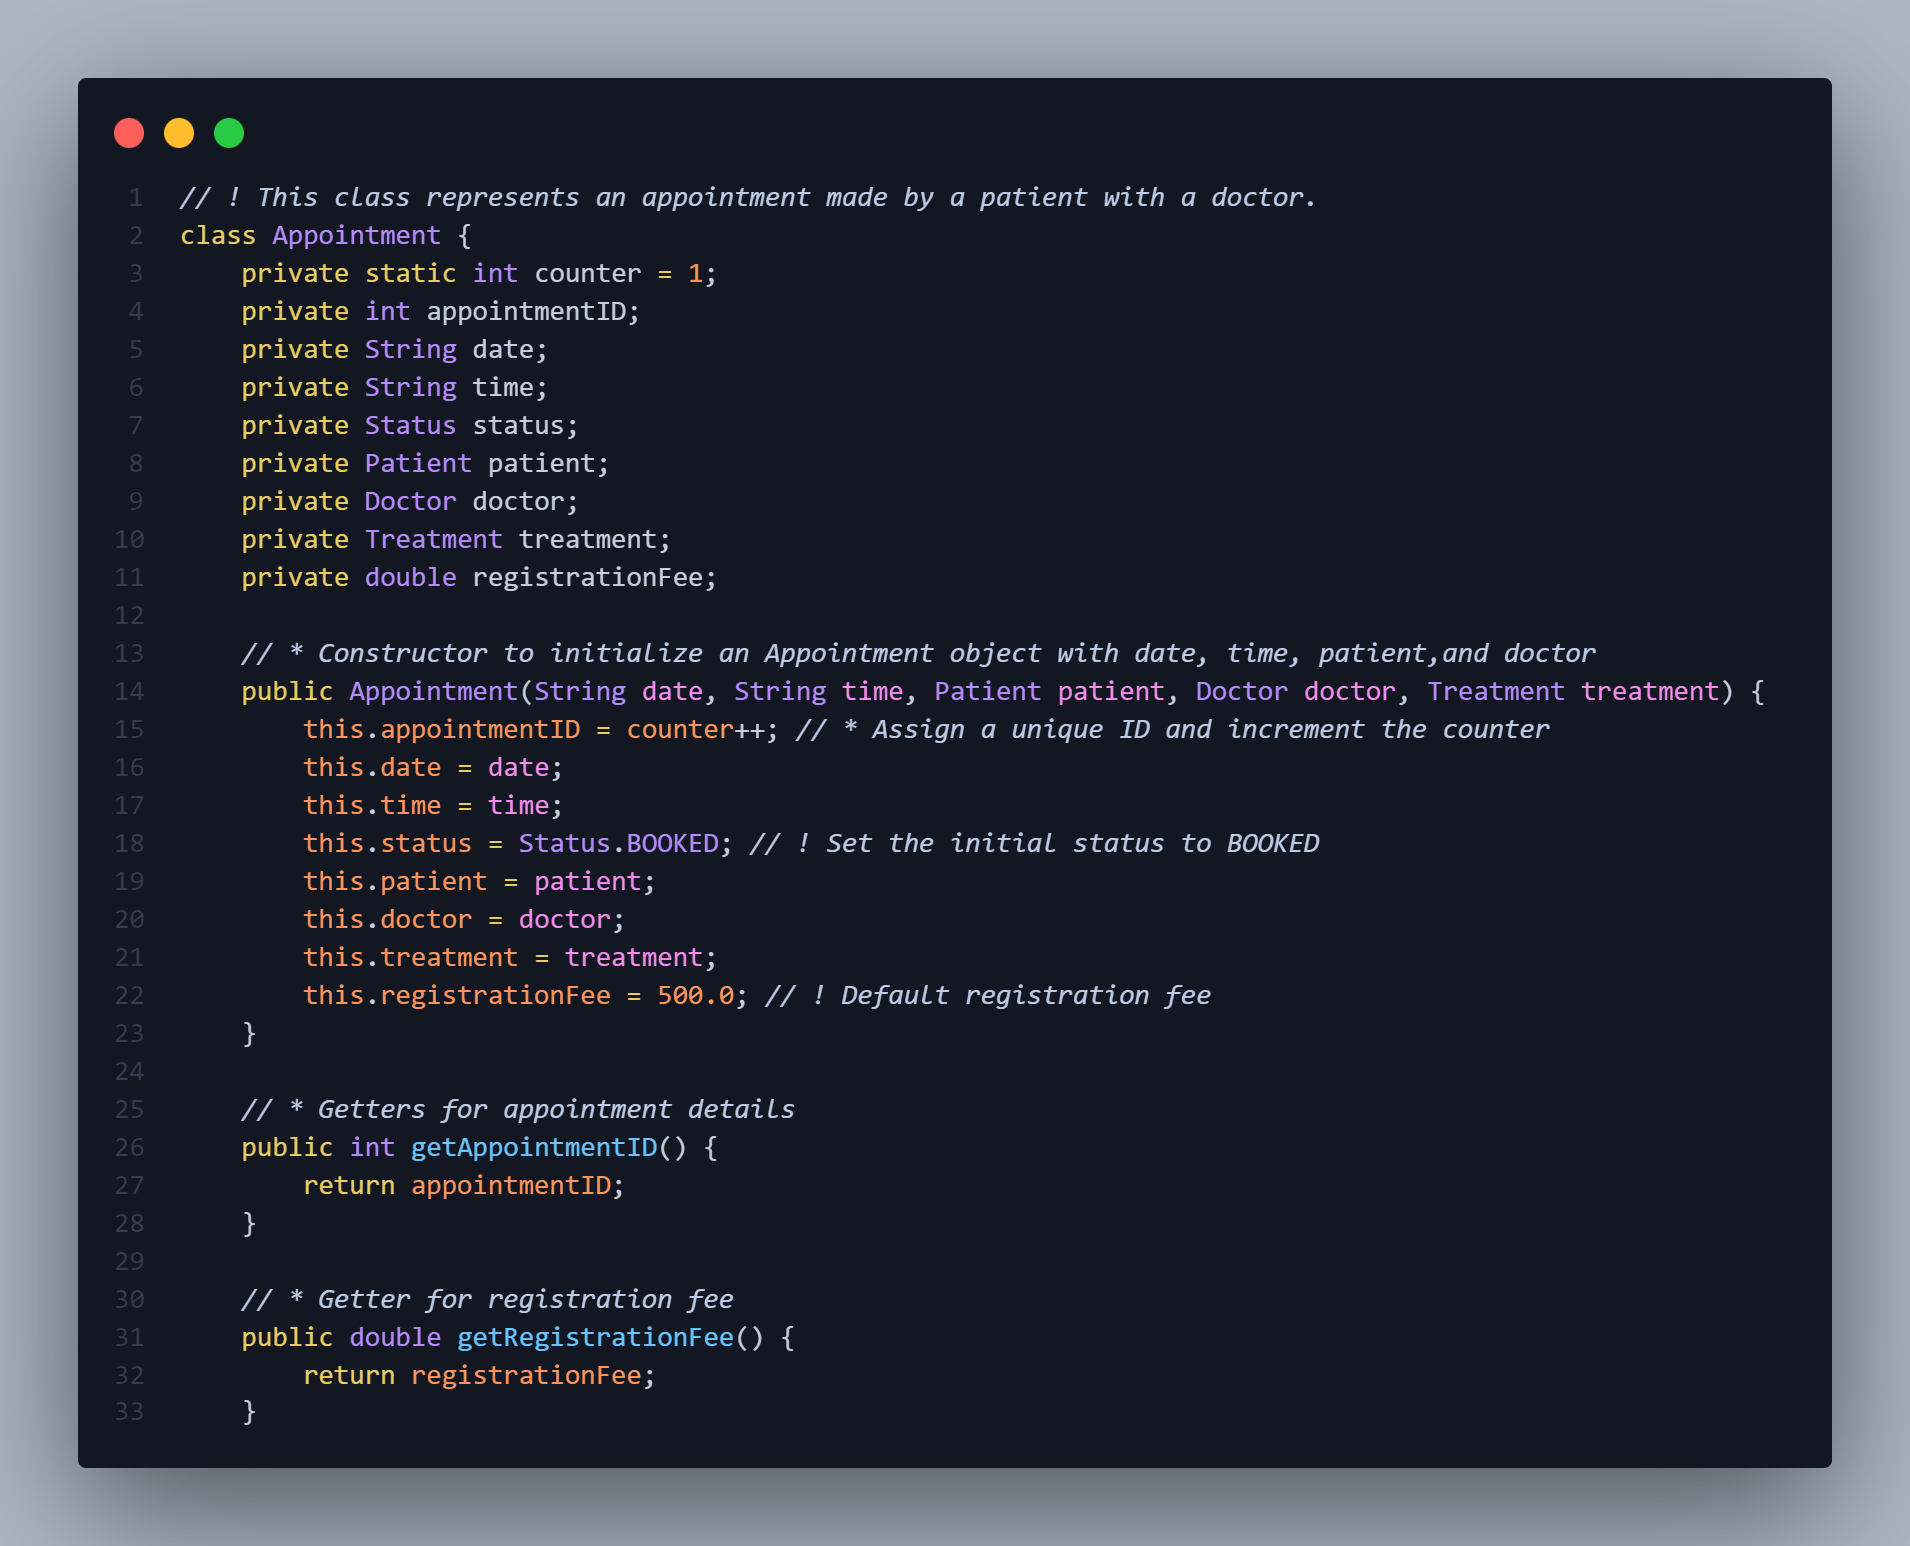 1 // ! This class represents an appointment made by a patient with a doctor.
2 class Appointment {
3     private static int counter = 1;
4     private int appointmentID;
5     private String date;
6     private String time;
7     private Status status;
8     private Patient patient;
9     private Doctor doctor;
10     private Treatment treatment;
11     private double registrationFee;
12
13     // * Constructor to initialize an Appointment object with date, time, patient,and doctor
14     public Appointment(String date, String time, Patient patient, Doctor doctor, Treatment treatment) {
15         this.appointmentID = counter++; // * Assign a unique ID and increment the counter
16         this.date = date;
17         this.time = time;
18         this.status = Status.BOOKED; // ! Set the initial status to BOOKED
19         this.patient = patient;
20         this.doctor = doctor;
21         this.treatment = treatment;
22         this.registrationFee = 500.0; // ! Default registration fee
23     }
24
25     // * Getters for appointment details
26     public int getAppointmentID() {
27         return appointmentID;
28     }
29
30     // * Getter for registration fee
31     public double getRegistrationFee() {
32         return registrationFee;
33     }